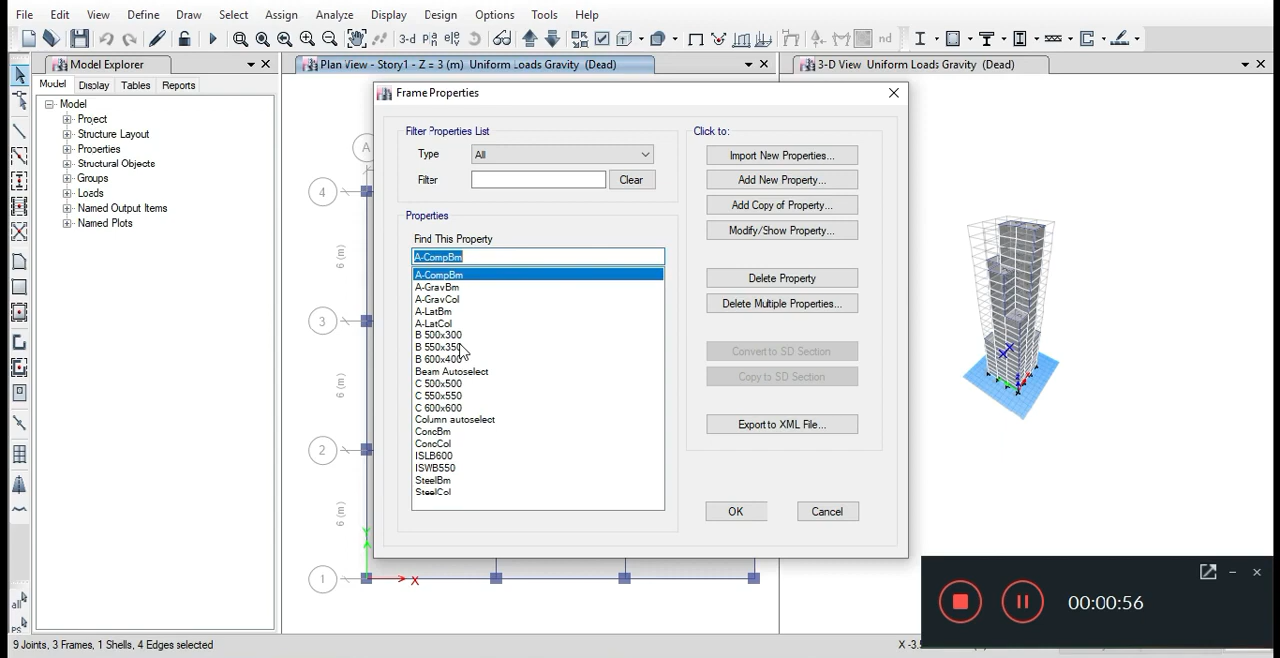 File Edit View Define Draw Select Assign Analyze Display Design Options Tools Help
3-d nd
Model Explorer
Model Display Tables Reports
Model
Project
Structure Layout
Properties
Structural Objects
Groups
Loads
Named Output Items
Named Plots
all
PS
Plan View - Story1 - Z = 3 (m) Uniform Loads Gravity (Dead)
A
4
3
2
1
6 (m)
6 (m)
6 (m)
Y
X
Frame Properties
Filter Properties List
Type All
Filter Clear
Properties
Find This Property
A-CompBm
A-CompBm
A-GravBm
A-GravCol
A-LatBm
A-LatCol
B 500x300
B 550x350
B 600x400
Beam Autoselect
C 500x500
C 550x550
C 600x600
Column autoselect
ConcBm
ConcCol
ISLB600
ISWB550
SteelBm
SteelCol
Click to:
Import New Properties...
Add New Property...
Add Copy of Property...
Modify/Show Property...
Delete Property
Delete Multiple Properties...
Convert to SD Section
Copy to SD Section
Export to XML File...
OK Cancel
3-D View Uniform Loads Gravity (Dead)
00:00:56
9 Joints, 3 Frames, 1 Shells, 4 Edges selected